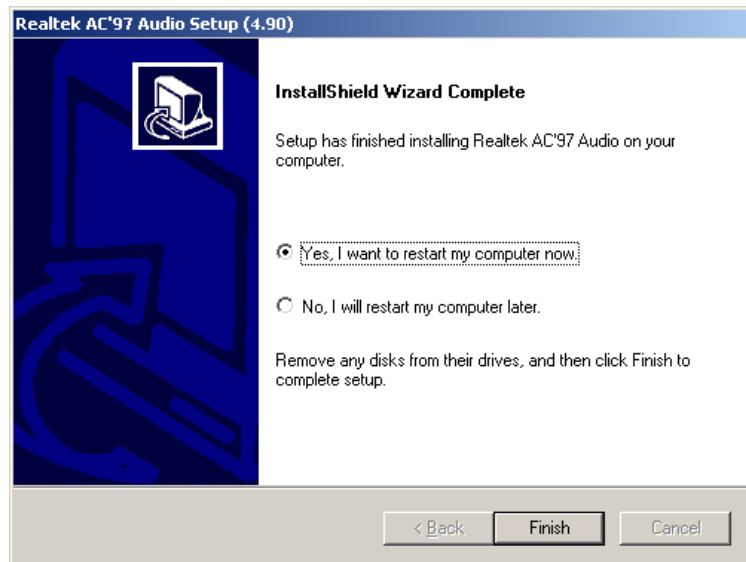 Realtek AC'97 Audio Setup (4.90)
InstallShield Wizard Complete
Setup has finished installing Realtek AC'97 Audio on your
computer.
Yes, I want to restart my computer now.
No, I will restart my computer later.
Remove any disks from their drives, and then click Finish to
complete setup.
< Back
Finish
Cancel